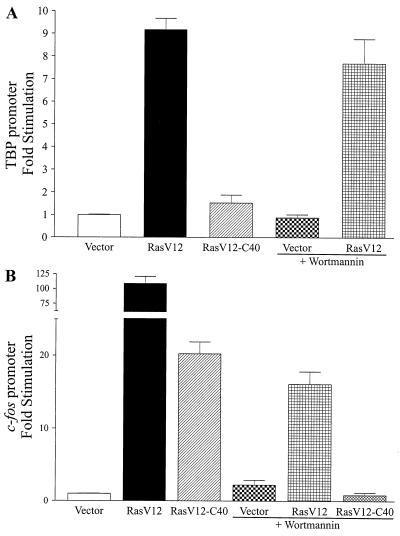 A
TBP promoter
Fold Stimulation
10
9
8
7
6
5
4
3
2
1
0
Vector RasV12 RasV12-C40 Vector RasV12
+ Wortmannin
B
c-fos promoter
Fold Stimulation
125
100
75
20
10
0
Vector RasV12 RasV12-C40 Vector RasV12 RasV12-C40
+ Wortmannin